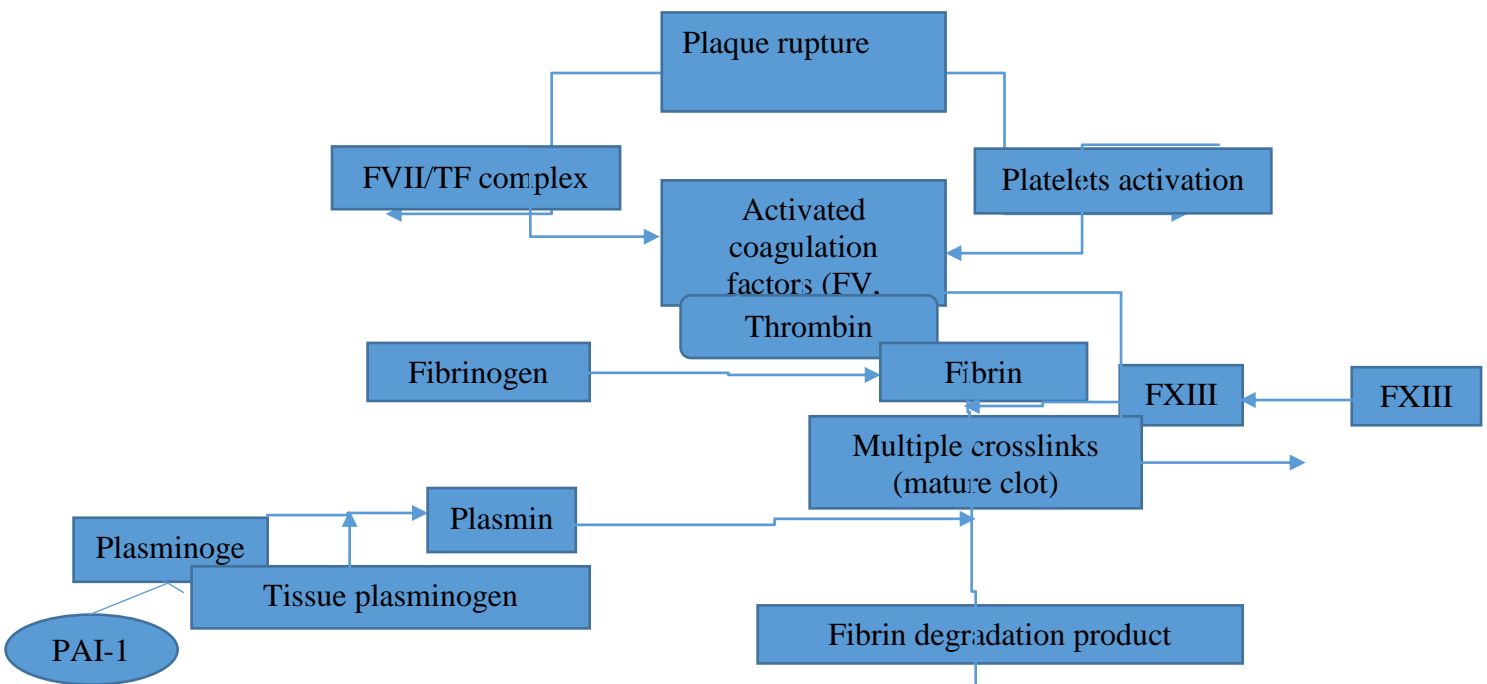 Plaque rupture
FVII/TF complex
Platelets activation
Activated
coagulation
factors (FV,
Thrombin
Fibrinogen
Fibrin
FXIII
FXIII
Multiple crosslinks
(mature clot)
Plasmin
Plasminoge
Tissue plasminogen
Fibrin degradation product
PAI-1